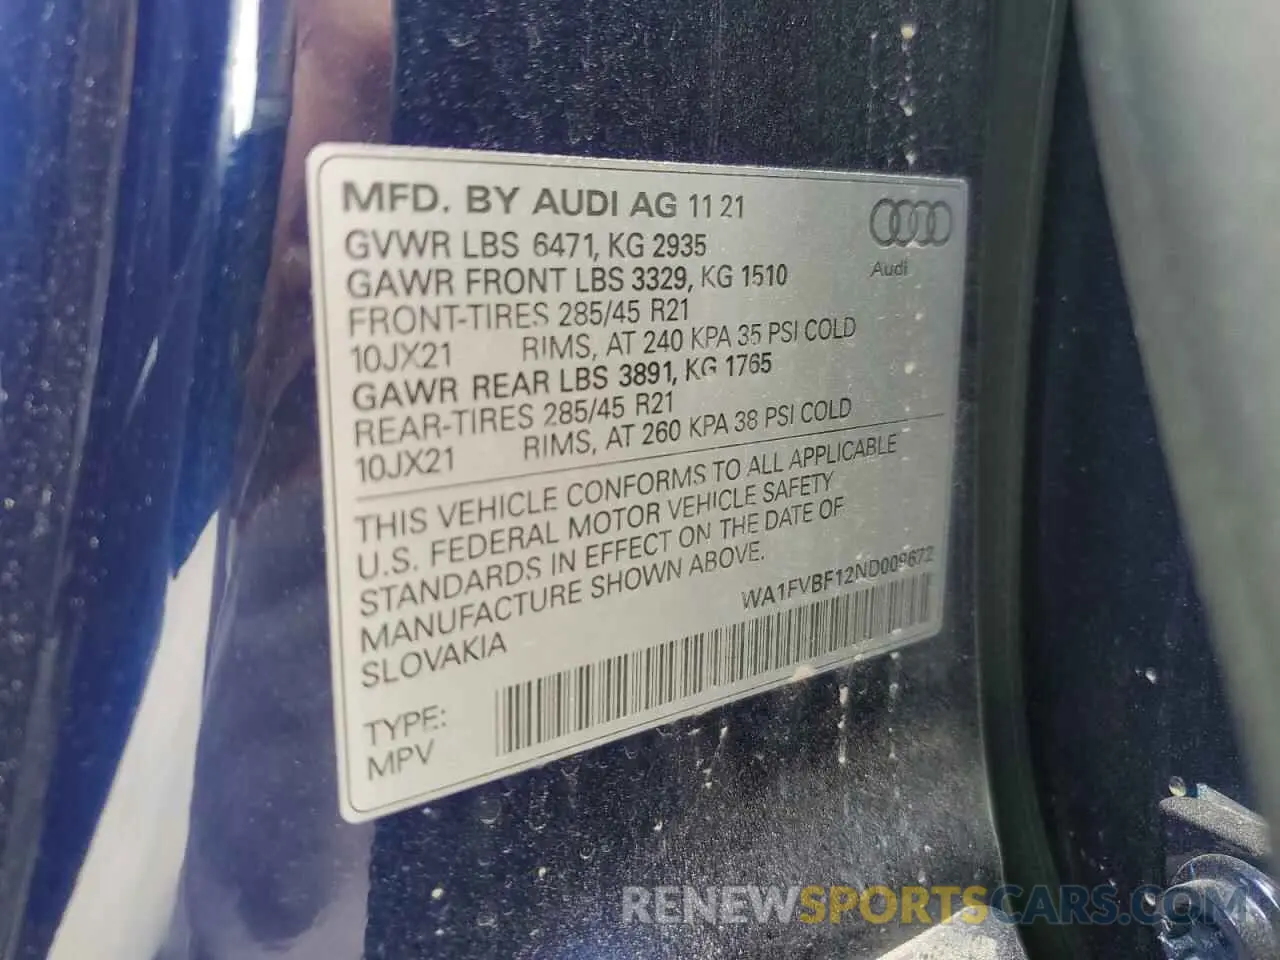 MFD. BY AUDI AG 11 21
GVWR LBS 6471, KG 2935
GAWR FRONT LBS 3329, KG 1510
FRONT-TIRES 285/45 R21
10JX21 RIMS, AT 240 KPA 35 PSI COLD
GAWR REAR LBS 3891, KG 1765
REAR-TIRES 285/45 R21
10JX21 RIMS, AT 260 KPA 38 PSI COLD
Audi
THIS VEHICLE CONFORMS TO ALL APPLICABLE
U.S. FEDERAL MOTOR VEHICLE SAFETY
STANDARDS IN EFFECT ON THE DATE OF
MANUFACTURE SHOWN ABOVE.
SLOVAKIA
WA1FVBF12ND009672
TYPE:
MPV
RENEWSPORTSCARS.COM